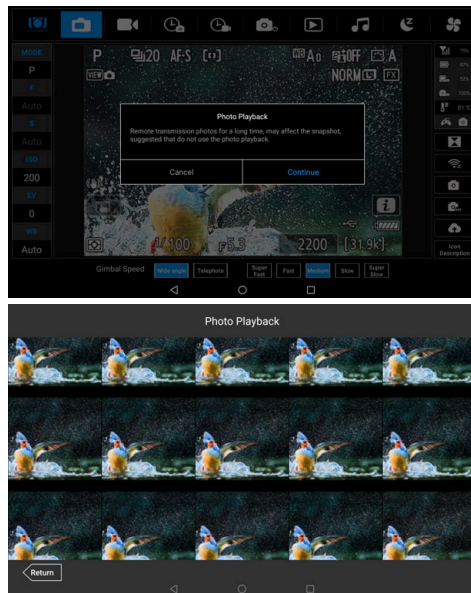 MODE
P
F
Auto
S
Auto
ISO
200
EV
0
WB
Auto
P 20 AF-S
A0 OFF A
VIEW NORM L FX
Photo Playback
Remote transmission photos for a long time, may affect the snapshot,
suggested that do not use the photo playback.
Cancel Continue
i
1/100 F5.3 2200 [31.9k]
Gimbal Speed Wide angle Telephoto Super Fast Fast Medium Slow Super Slow
Icon
Description
Photo Playback
Return